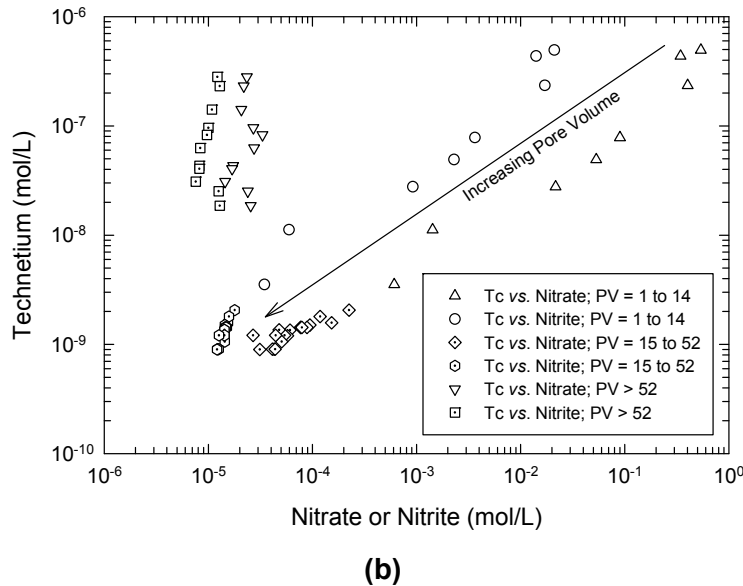 10⁻⁶
10⁻⁷
10⁻⁸
10⁻⁹
10⁻¹⁰
Technetium (mol/L)
Increasing Pore Volume
Tc vs. Nitrate; PV = 1 to 14
Tc vs. Nitrite; PV = 1 to 14
Tc vs. Nitrate; PV = 15 to 52
Tc vs. Nitrite; PV = 15 to 52
Tc vs. Nitrate; PV > 52
Tc vs. Nitrite; PV > 52
10⁻⁶ 10⁻⁵ 10⁻⁴ 10⁻³ 10⁻² 10⁻¹ 10⁰
Nitrate or Nitrite (mol/L)
(b)